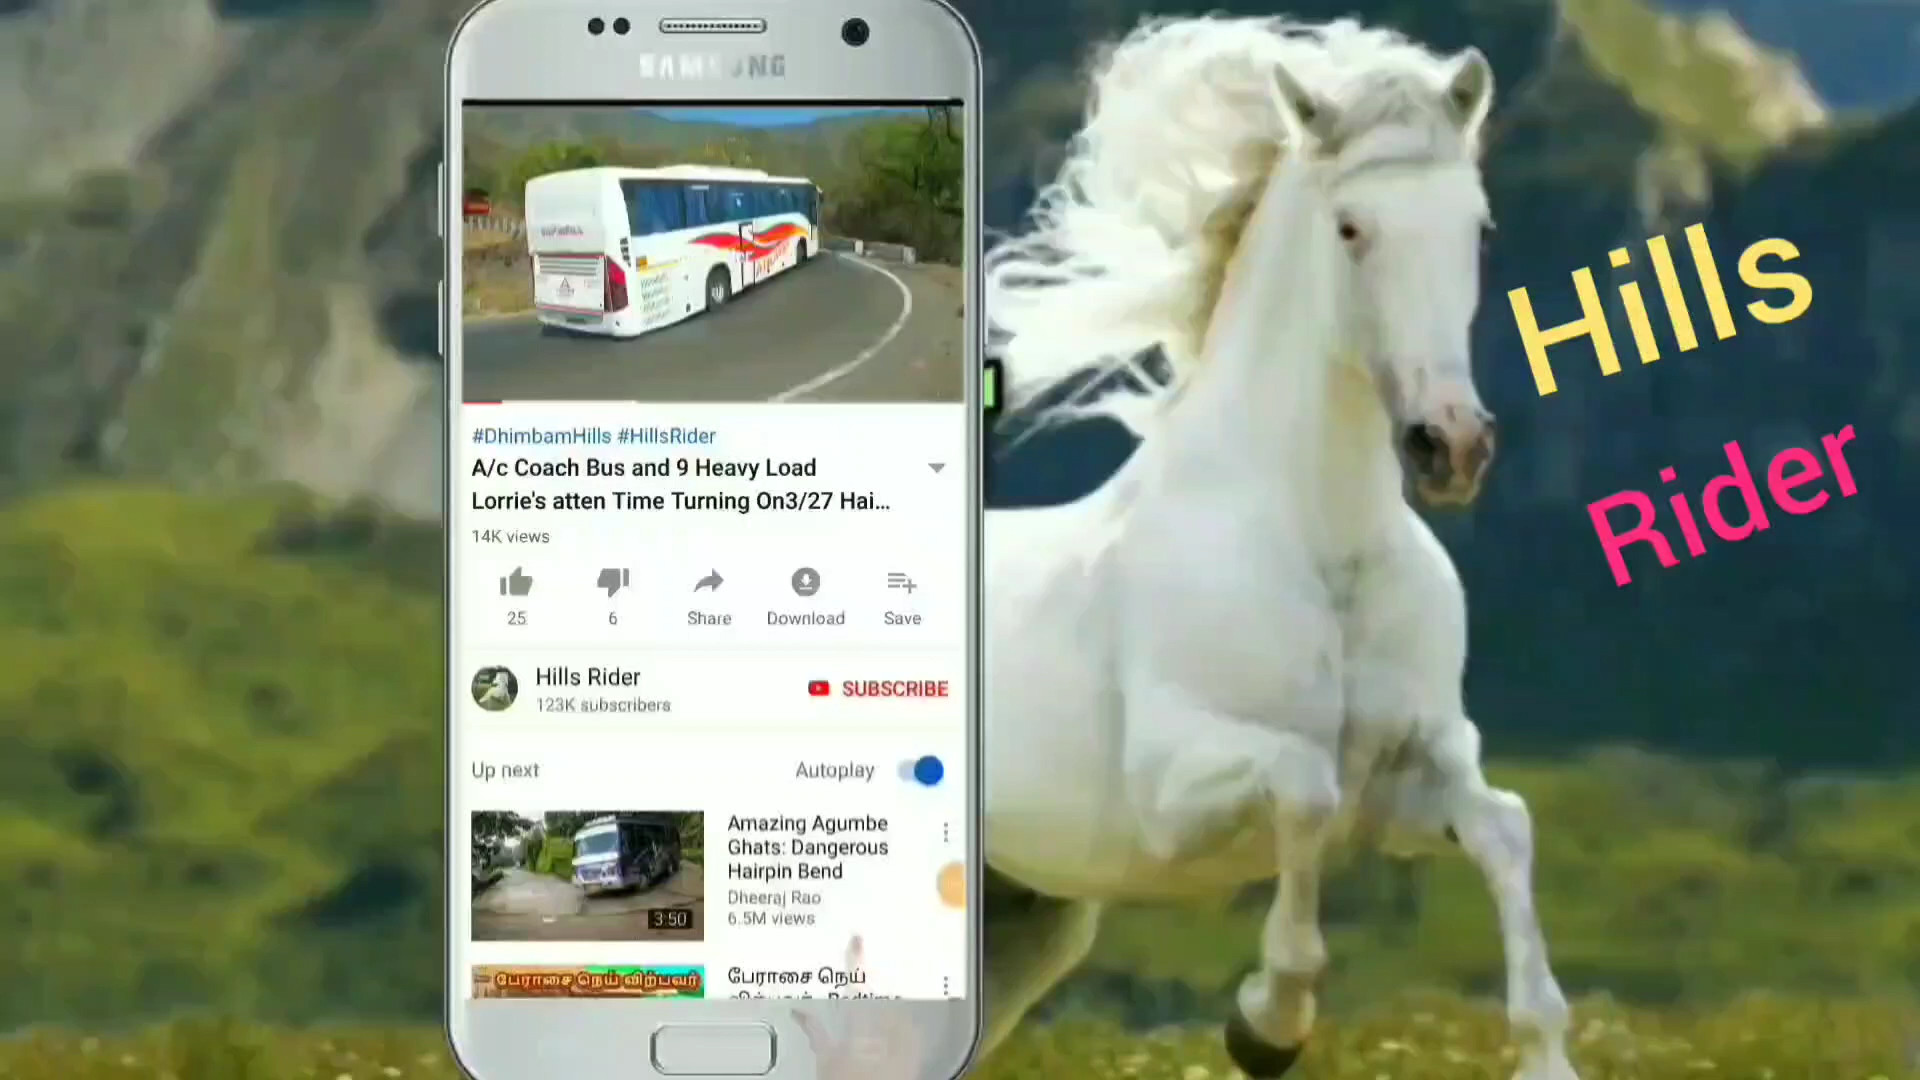 SAMSUNG
#DhimbamHills #HillsRider
A/c Coach Bus and 9 Heavy Load
Lorrie's atten Time Turning On3/27 Hai...
14K views
25
6
Share
Download
Save
Hills Rider
123K subscribers
SUBSCRIBE
Up next
Autoplay
Amazing Agumbe
Ghats: Dangerous
Hairpin Bend
Dheeraj Rao
6.5M views
3:50
பேராசை நெய் விற்பவர்
பேராசை நெய்
Hills
Rider